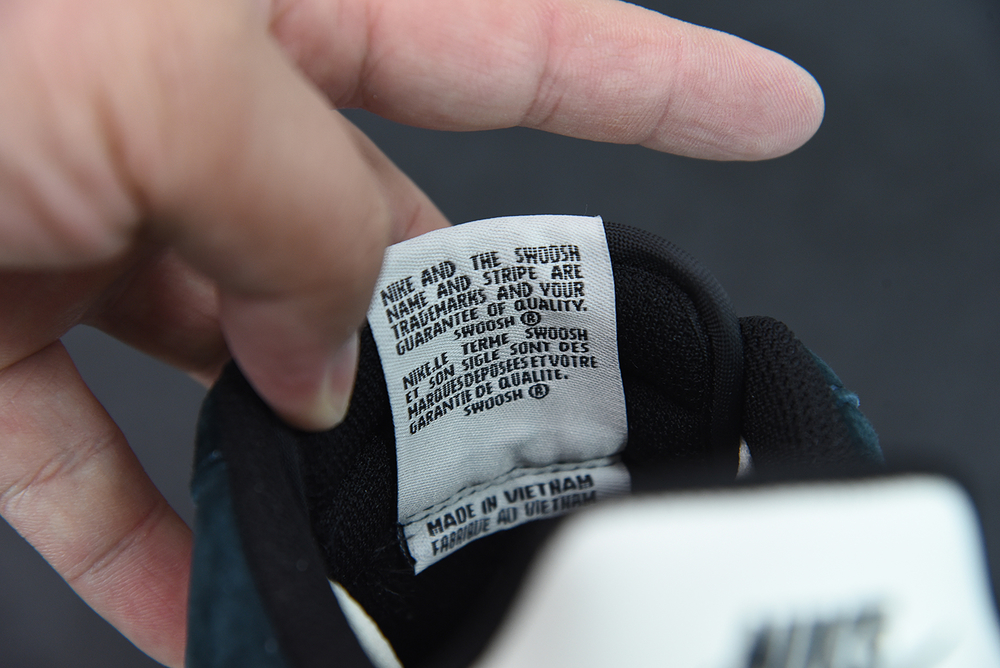 NIKE AND THE SWOOSH
NAME AND STRIPE ARE
TRADEMARKS AND YOUR
GUARANTEE OF QUALITY.
SWOOSH ®
NIKE.LE TERME SWOOSH
ET SON SIGLE SONT DES
MARQUES DEPOSEES ET VOTRE
GARANTIE DE QUALITE.
SWOOSH ®
MADE IN VIETNAM
FABRIQUE AU VIETNAM
NIKE